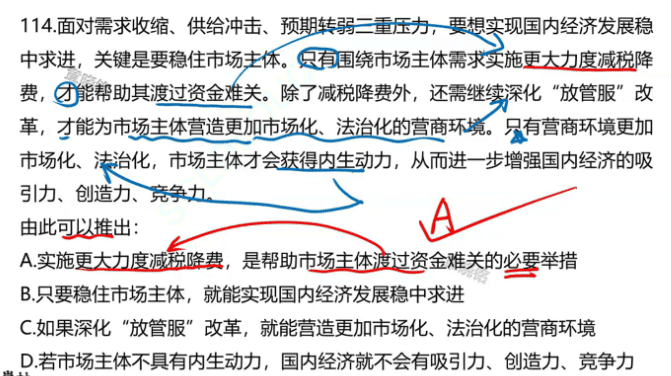 114.面对需求收缩、供给冲击、预期转弱三重压力，要想实现国内经济发展稳
中求进，关键是要稳住市场主体。只有围绕市场主体需求实施更大力度减税降
费，才能帮助其渡过资金难关。除了减税降费外，还需继续深化“放管服”改
革，才能为市场主体营造更加市场化、法治化的营商环境。只有营商环境更加
市场化、法治化，市场主体才会获得内生动力，从而进一步增强国内经济的吸
引力、创造力、竞争力。
由此可以推出：
A
A.实施更大力度减税降费，是帮助市场主体渡过资金难关的必要举措
B.只要稳住市场主体，就能实现国内经济发展稳中求进
C.如果深化“放管服”改革，就能营造更加市场化、法治化的营商环境
D.若市场主体不具有内生动力，国内经济就不会有吸引力、创造力、竞争力